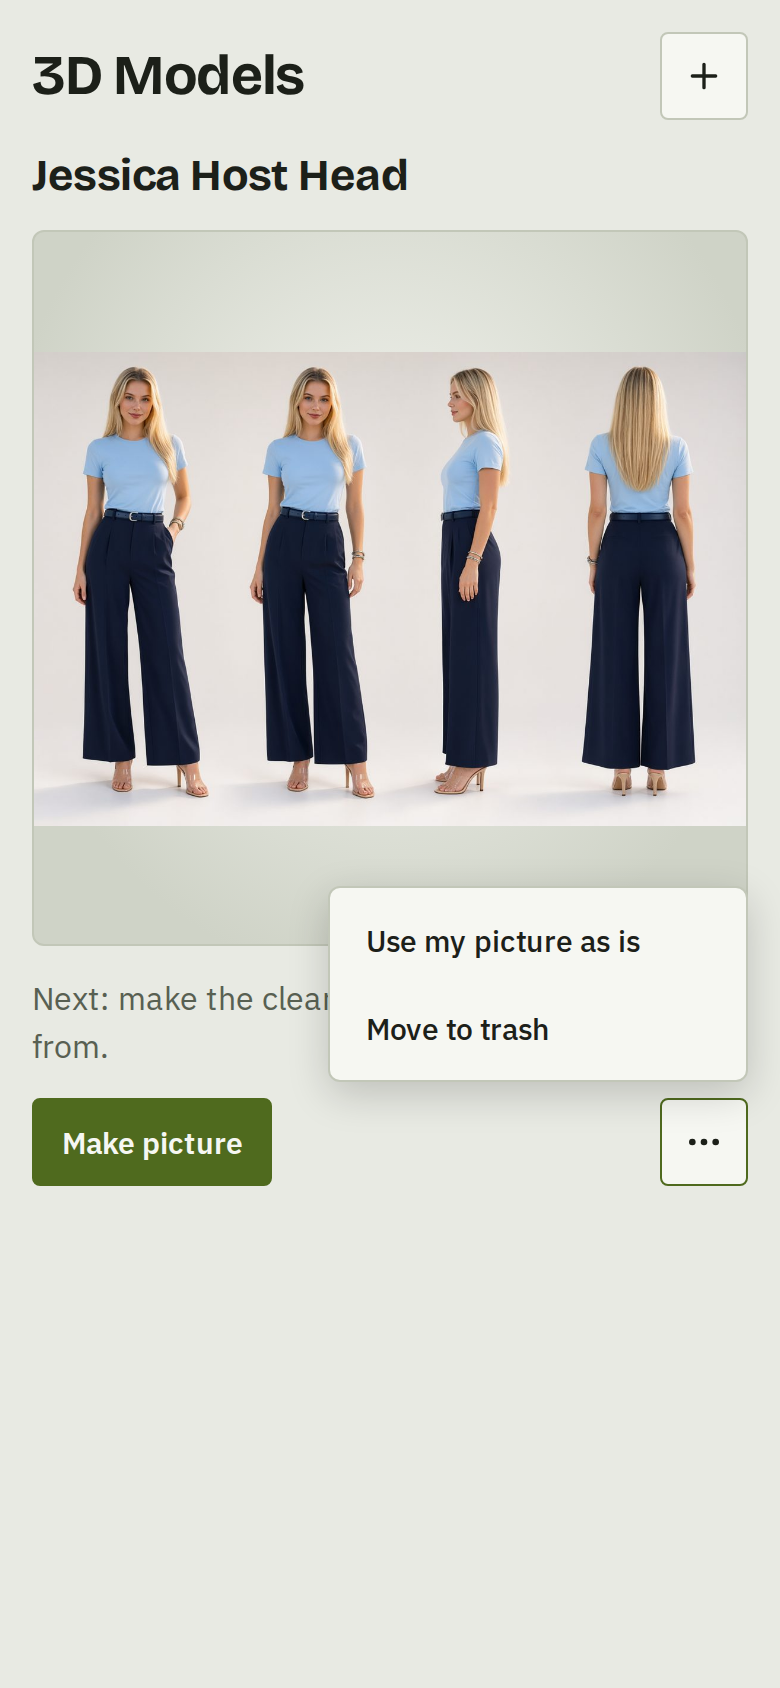 3D Models
Jessica Host Head
Use my picture as is
Next: make the
Move to trash
from.
Make picture